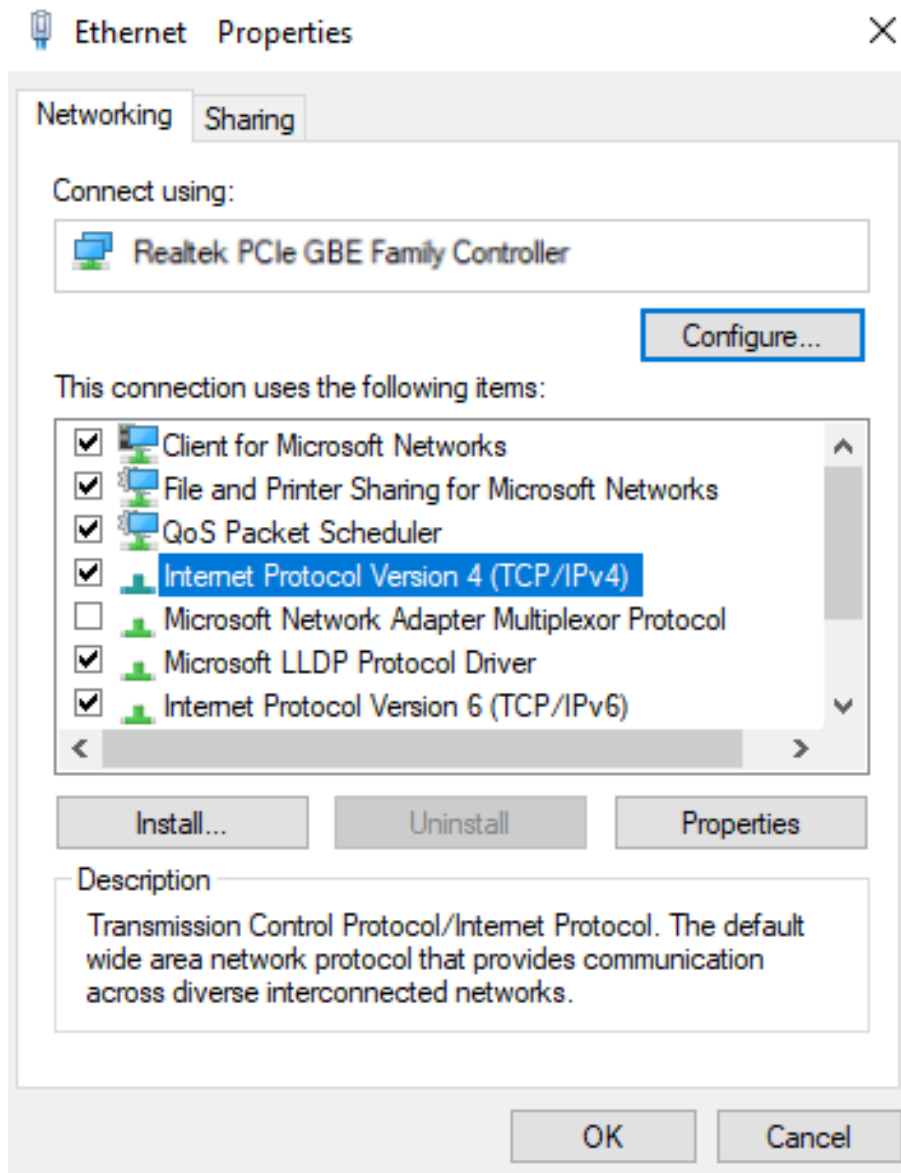 Ethernet Properties
Networking
Sharing
Connect using:
Realtek PCIe GBE Family Controller
Configure...
This connection uses the following items:
Client for Microsoft Networks
File and Printer Sharing for Microsoft Networks
QoS Packet Scheduler
Internet Protocol Version 4 (TCP/IPv4)
Microsoft Network Adapter Multiplexor Protocol
Microsoft LLDP Protocol Driver
Internet Protocol Version 6 (TCP/IPv6)
Install...
Uninstall
Properties
Description
Transmission Control Protocol/Internet Protocol. The default
wide area network protocol that provides communication
across diverse interconnected networks.
OK
Cancel